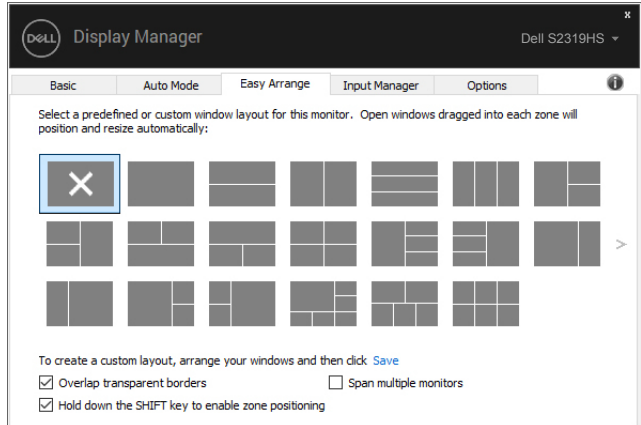 x
DELL Display Manager
Dell S2319HS
Basic Auto Mode Easy Arrange Input Manager Options
Select a predefined or custom window layout for this monitor. Open windows dragged into each zone will
position and resize automatically:
To create a custom layout, arrange your windows and then click Save
Overlap transparent borders Span multiple monitors
Hold down the SHIFT key to enable zone positioning